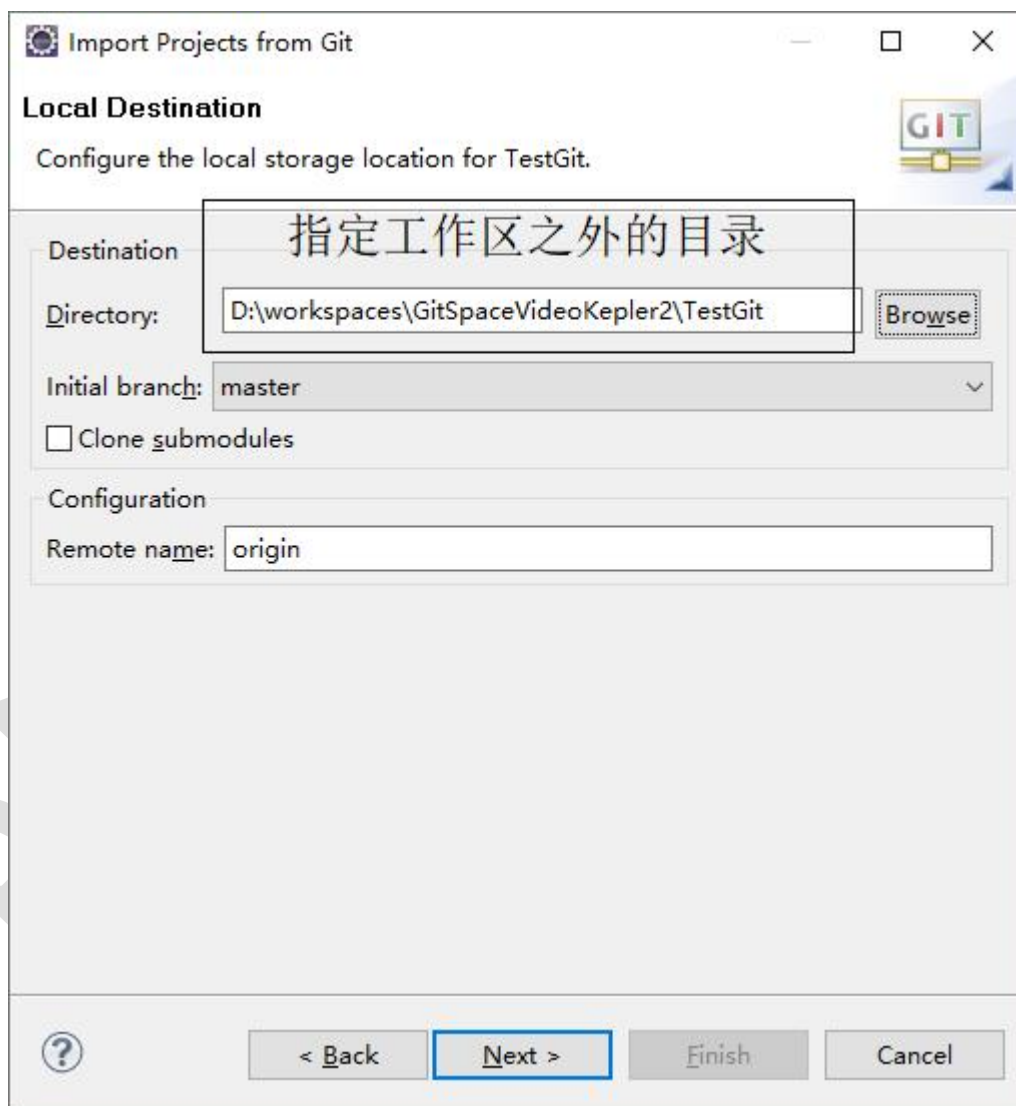 Import Projects from Git
Local Destination
GIT
Configure the local storage location for TestGit.
指定工作区之外的目录
Destination
Directory: D:\workspaces\GitSpaceVideoKepler2\TestGit Browse
Initial branch: master
Clone submodules
Configuration
Remote name: origin
?
< Back Next > Finish Cancel